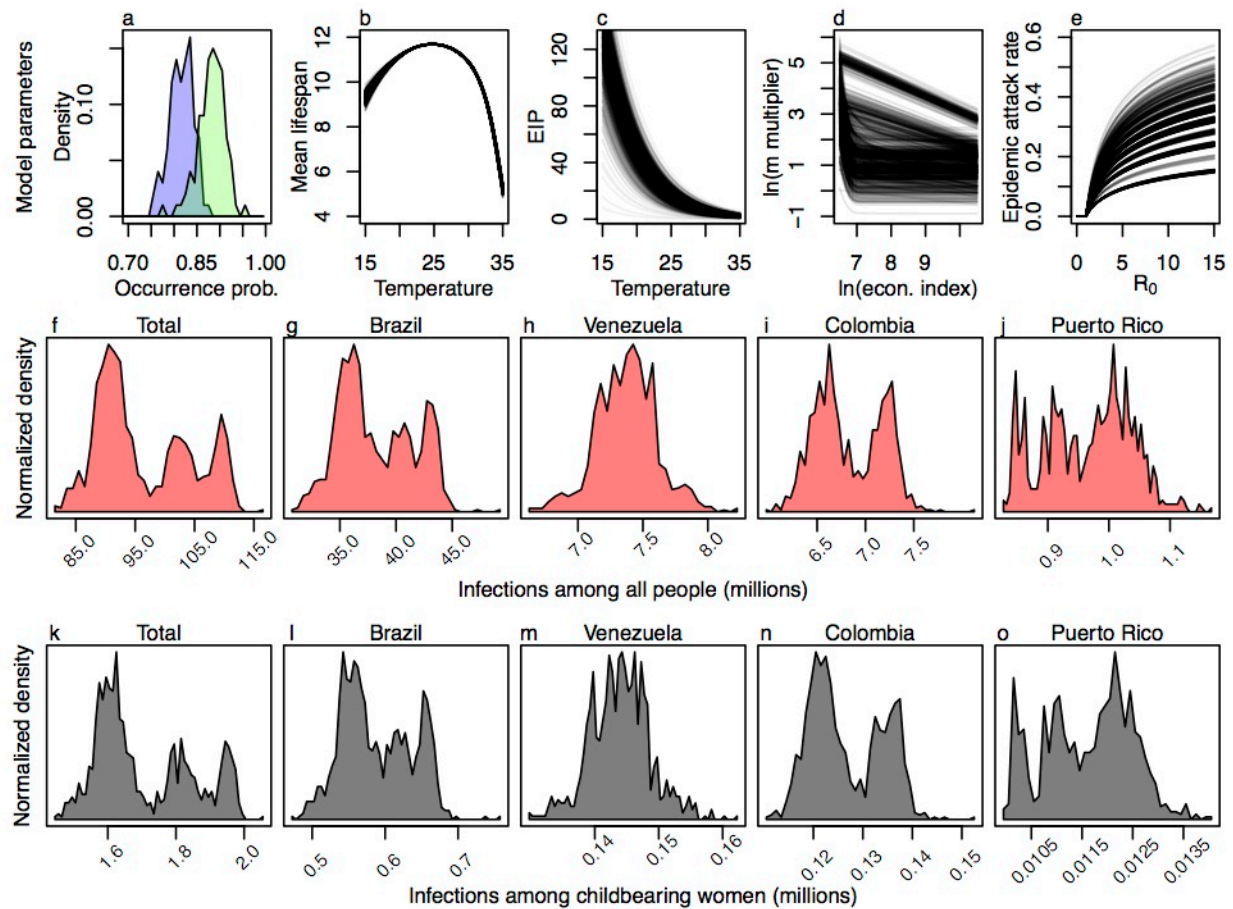 a b c d e
Model parameters
Density
0.00 0.10
0.70 0.85 1.00
Occurrence prob.
Mean lifespan
4 6 8 10 12
15 25 35
Temperature
EIP
0 40 80 120
15 25 35
Temperature
ln(m multiplier)
−1 1 3 5
7 8 9
ln(econ. index)
Epidemic attack rate
0.0 0.2 0.4 0.6
0 5 10 15
R0
f Total g Brazil h Venezuela i Colombia j Puerto Rico
Normalized density
85.0 95.0 105.0 115.0
35.0 40.0 45.0
7.0 7.5 8.0
6.5 7.0 7.5
0.9 1.0 1.1
Infections among all people (millions)
k Total l Brazil m Venezuela n Colombia o Puerto Rico
Normalized density
1.6 1.8 2.0
0.5 0.6 0.7
0.14 0.15 0.16
0.12 0.13 0.14 0.15
0.0105 0.0115 0.0125 0.0135
Infections among childbearing women (millions)